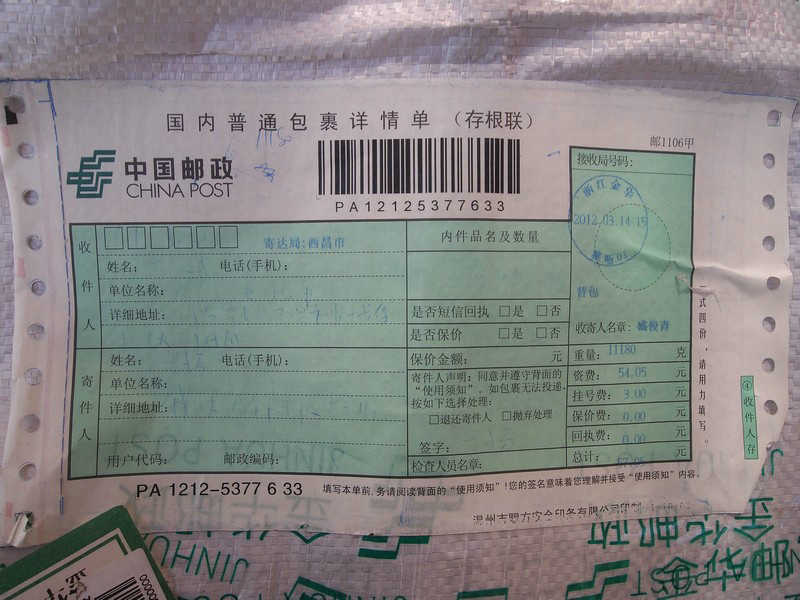 国内普通包裹详情单（存根联）
邮1106甲
中国邮政
CHINA POST
PA12125377633
接收局号码：
浙江金华
2012.03.14 15
收件人
寄达局：西昌市
姓名： 电话(手机)：
单位名称：
详细地址：
内件品名及数量
是否短信回执 □是 □否
是否保价 □是 □否
背包
收寄人名章：
寄件人
姓名： 电话(手机)：
单位名称：
详细地址：
用户代码： 邮政编码：
保价金额： 元
寄件人声明：同意并遵守背面的
“使用须知”。如包裹无法投递，
按如下选择处理：
□退还寄件人 □抛弃处理
签字：
检查人员名章：
重量：11180 克
资费：54.05 元
挂号费：3.00 元
保价费：0.00 元
回执费：0.00 元
总计： 元
一式四份，请用力填写。
④收件人存
PA 1212-5377 6 33
填写本单前，务请阅读背面的“使用须知”！您的签名意味着您理解并接受“使用须知”内容。
JINHUA POST
金华邮政